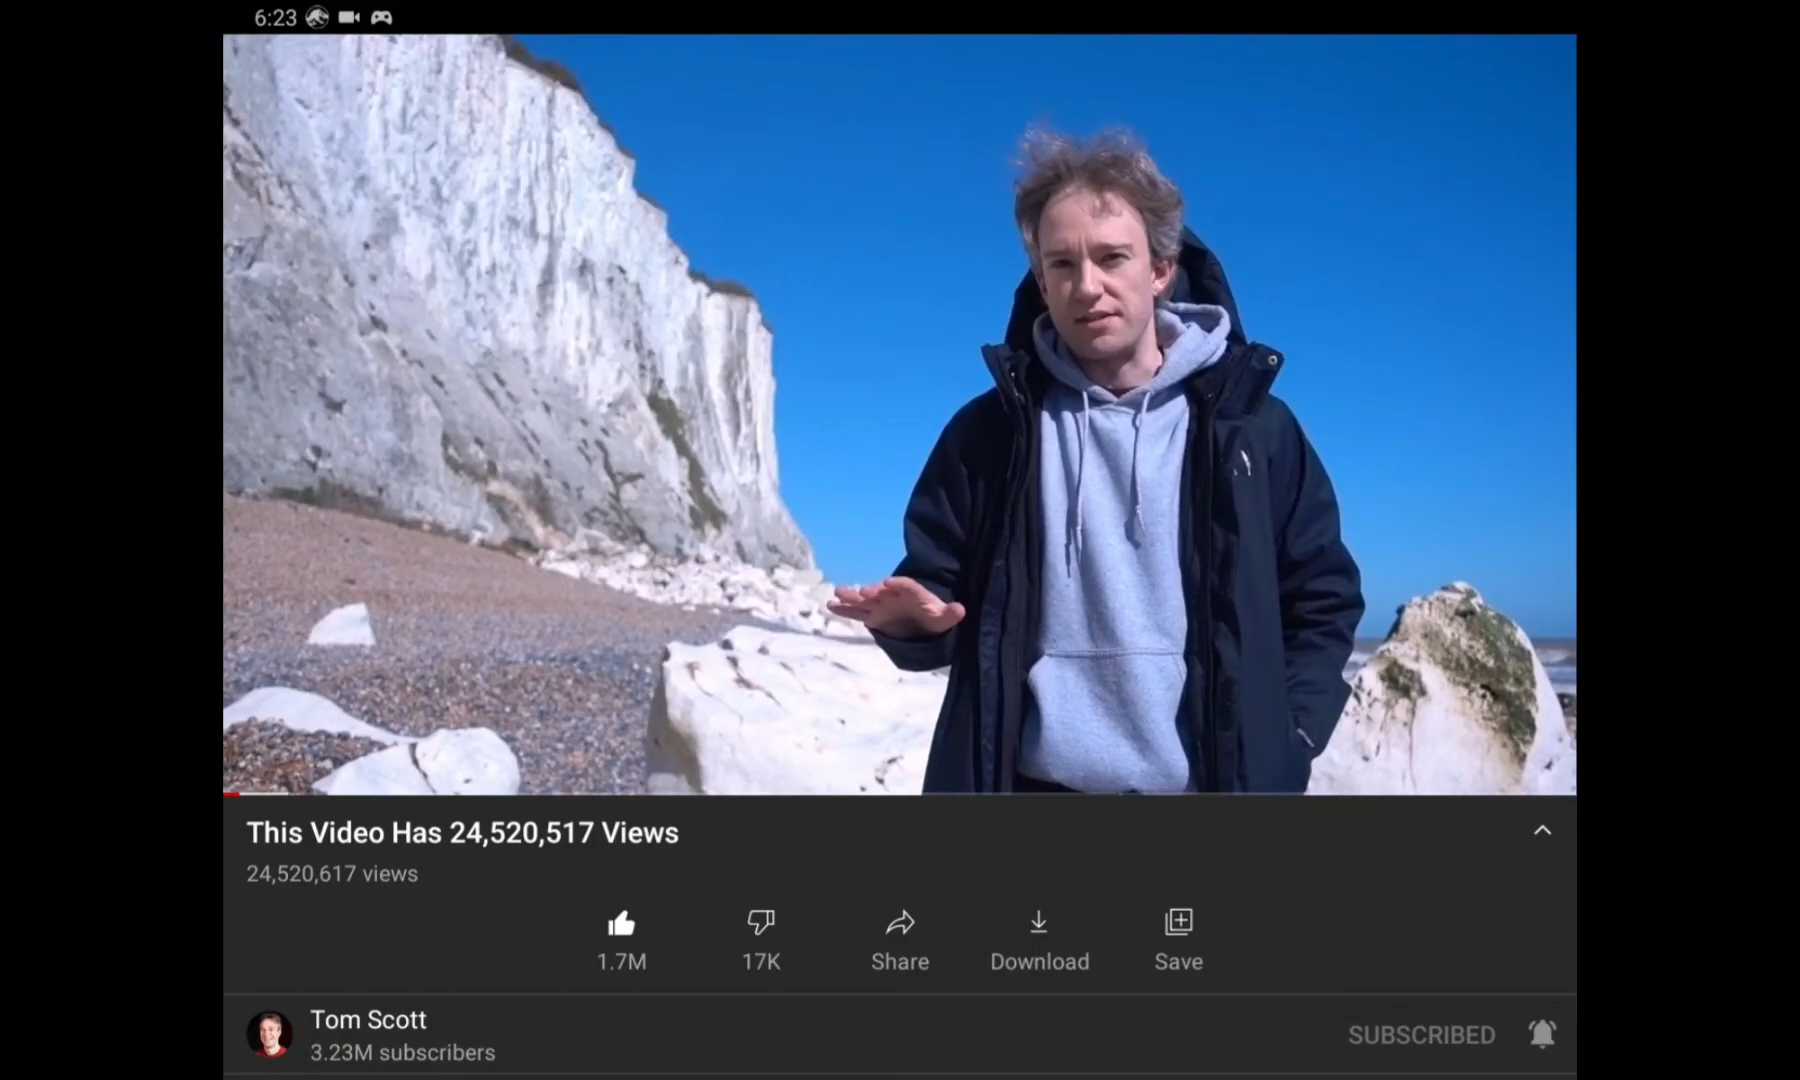 6:23
This Video Has 24,520,517 Views
24,520,617 views
1.7M
17K
Share
Download
Save
Tom Scott
3.23M subscribers
SUBSCRIBED